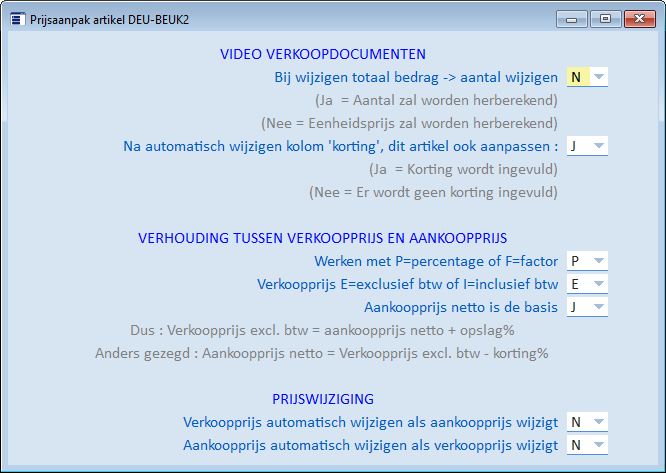 Prijsaanpak artikel DEU-BEUK2
VIDEO VERKOOPDOCUMENTEN
Bij wijzigen totaal bedrag -> aantal wijzigen N
(Ja = Aantal zal worden herberekend)
(Nee = Eenheidsprijs zal worden herberekend)
Na automatisch wijzigen kolom 'korting', dit artikel ook aanpassen : J
(Ja = Korting wordt ingevuld)
(Nee = Er wordt geen korting ingevuld)
VERHOUDING TUSSEN VERKOOPPRIJS EN AANKOOPPRIJS
Werken met P=percentage of F=factor P
Verkoopprijs E=exclusief btw of I=inclusief btw E
Aankoopprijs netto is de basis J
Dus : Verkoopprijs excl. btw = aankoopprijs netto + opslag%
Anders gezegd : Aankoopprijs netto = Verkoopprijs excl. btw - korting%
PRIJSWIJZIGING
Verkoopprijs automatisch wijzigen als aankoopprijs wijzigt N
Aankoopprijs automatisch wijzigen als verkoopprijs wijzigt N